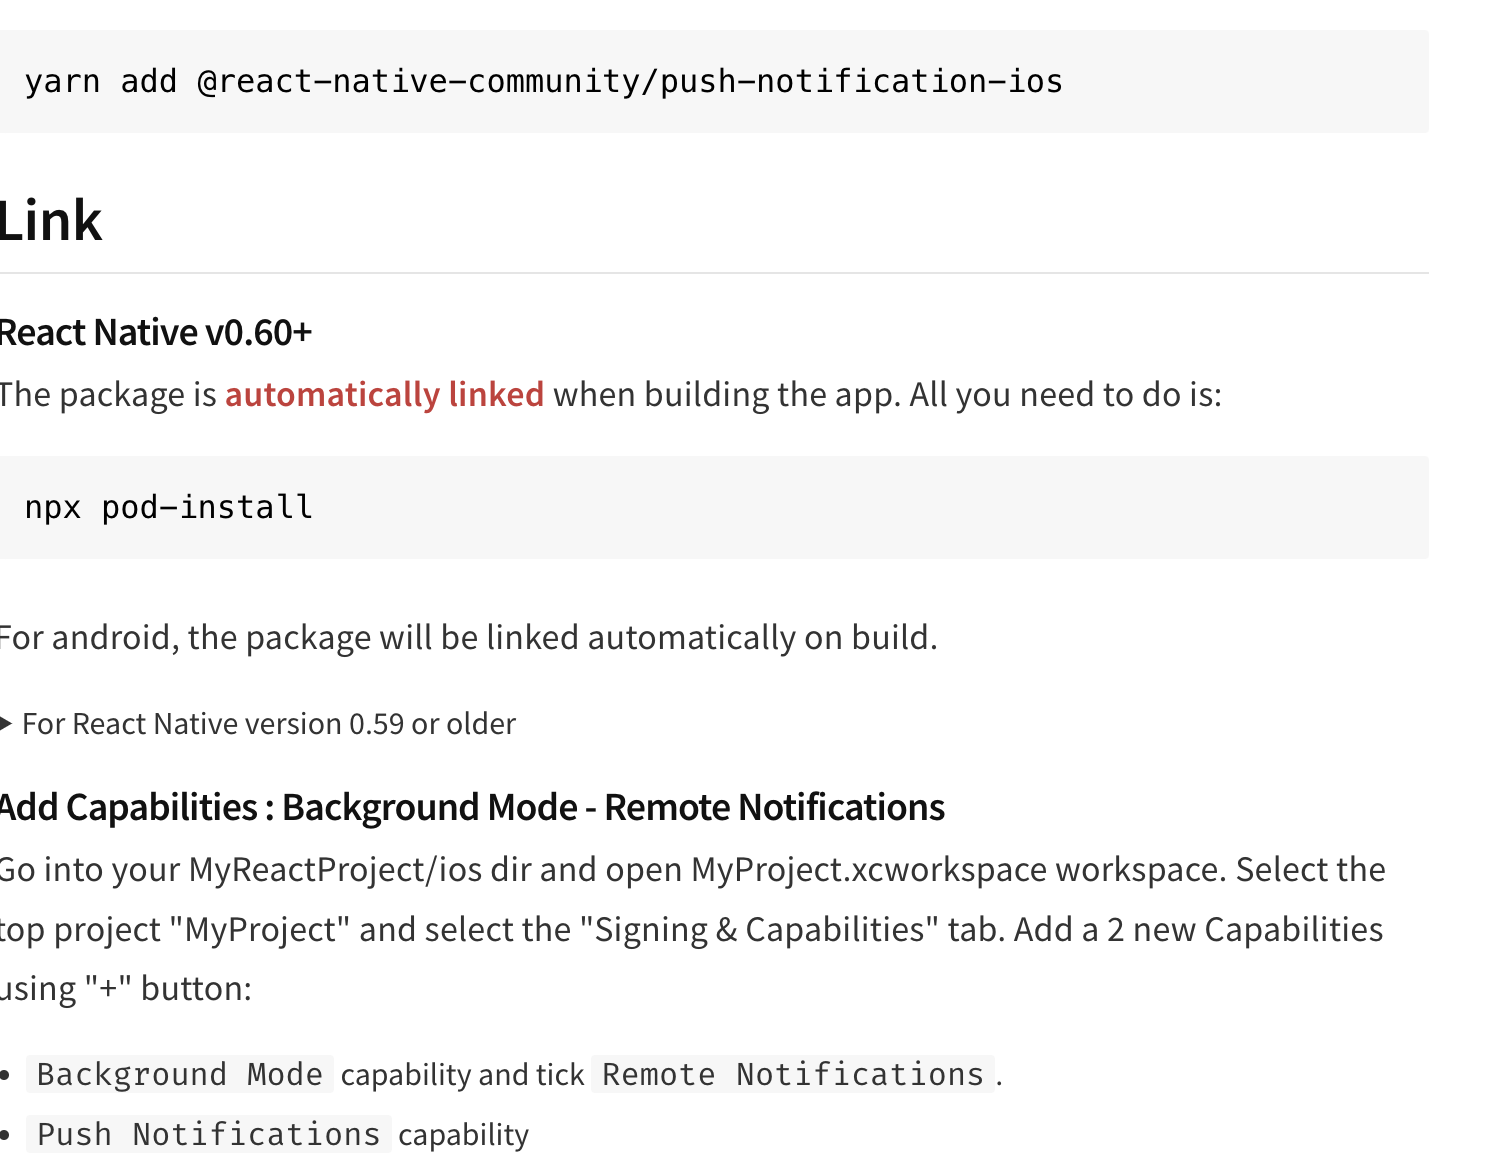 yarn add @react-native-community/push-notification-ios
Link
React Native v0.60+
The package is automatically linked when building the app. All you need to do is:
npx pod-install
For android, the package will be linked automatically on build.
▶ For React Native version 0.59 or older
Add Capabilities : Background Mode - Remote Notifications
Go into your MyReactProject/ios dir and open MyProject.xcworkspace workspace. Select the
top project "MyProject" and select the "Signing & Capabilities" tab. Add a 2 new Capabilities
using "+" button:
• Background Mode capability and tick Remote Notifications.
• Push Notifications capability